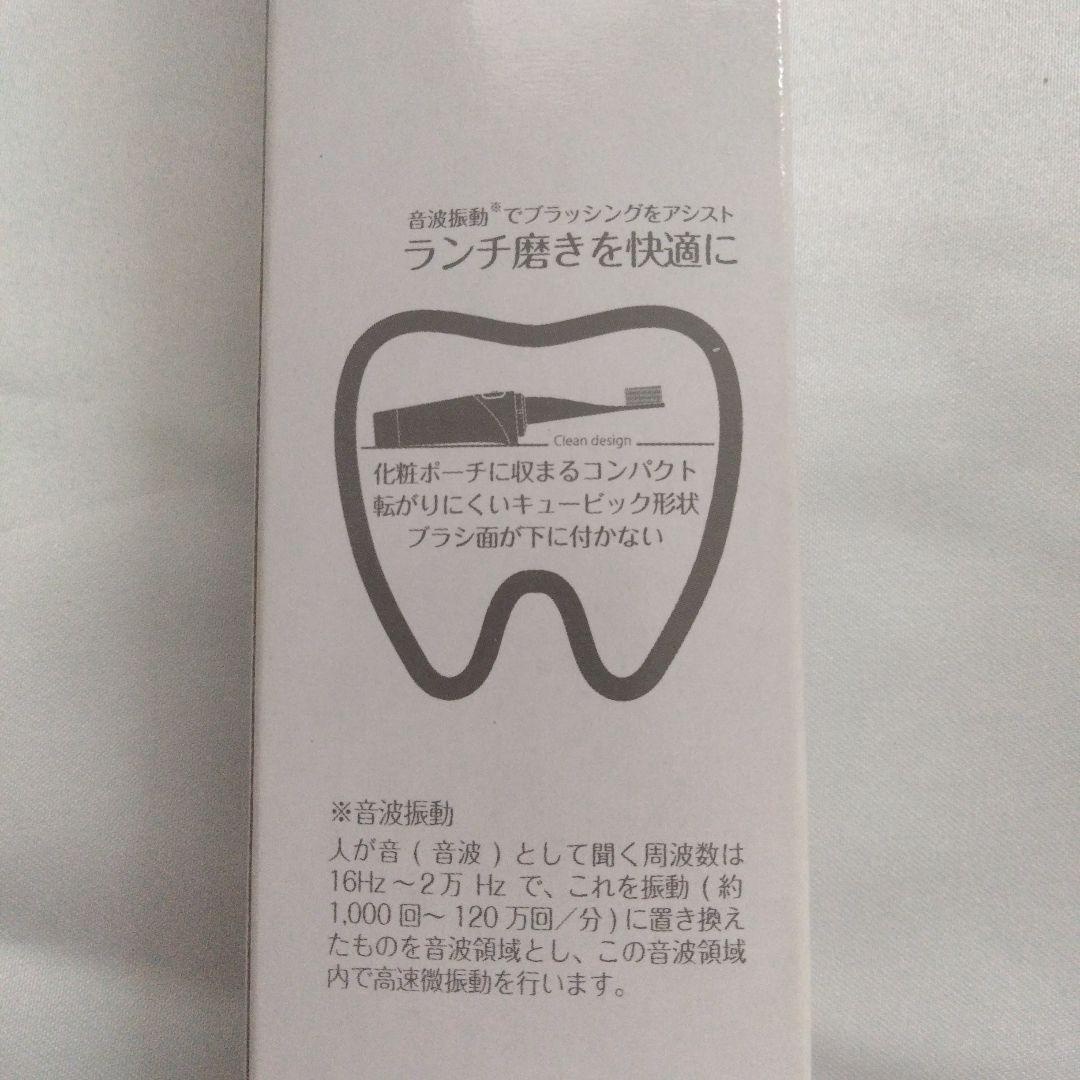 音波振動※でブラッシングをアシスト
ランチ磨きを快適に
Clean design
化粧ポーチに収まるコンパクト
転がりにくいキュービック形状
ブラシ面が下に付かない
※音波振動
人が音 ( 音波 ) として聞く周波数は
16Hz ～ 2万 Hz で、これを振動 ( 約
1,000 回～ 120 万回／分 ) に置き換え
たものを音波領域とし、この音波領域
内で高速微振動を行います。